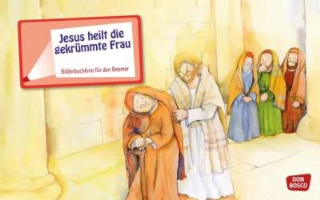 Jesus heilt die
gekrümmte Frau
Bilderbuchkino für den Beamer
DON
BOSCO